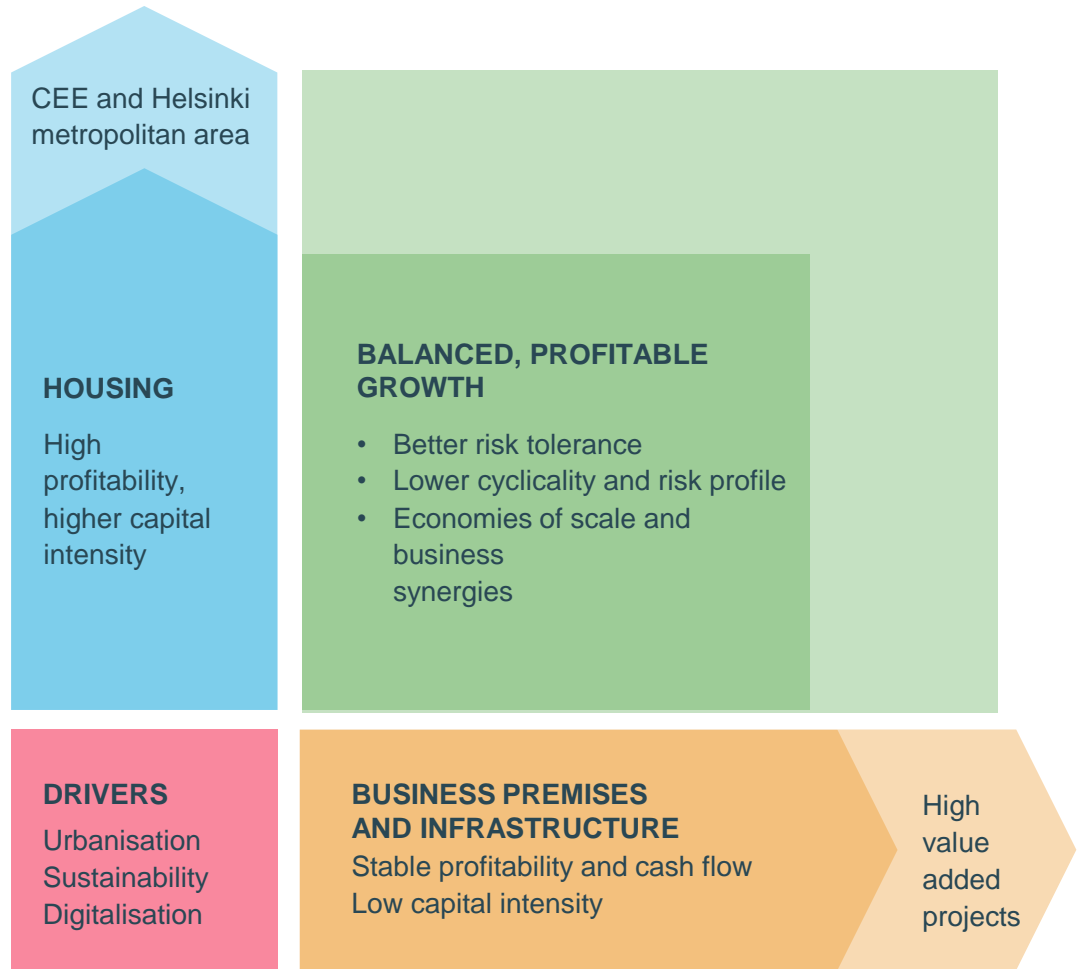 CEE and Helsinki
metropolitan area
HOUSING
High
profitability,
higher capital
intensity
BALANCED, PROFITABLE
GROWTH
• Better risk tolerance
• Lower cyclicality and risk profile
• Economies of scale and
business
synergies
DRIVERS
Urbanisation
Sustainability
Digitalisation
BUSINESS PREMISES
AND INFRASTRUCTURE
Stable profitability and cash flow
Low capital intensity
High
value
added
projects